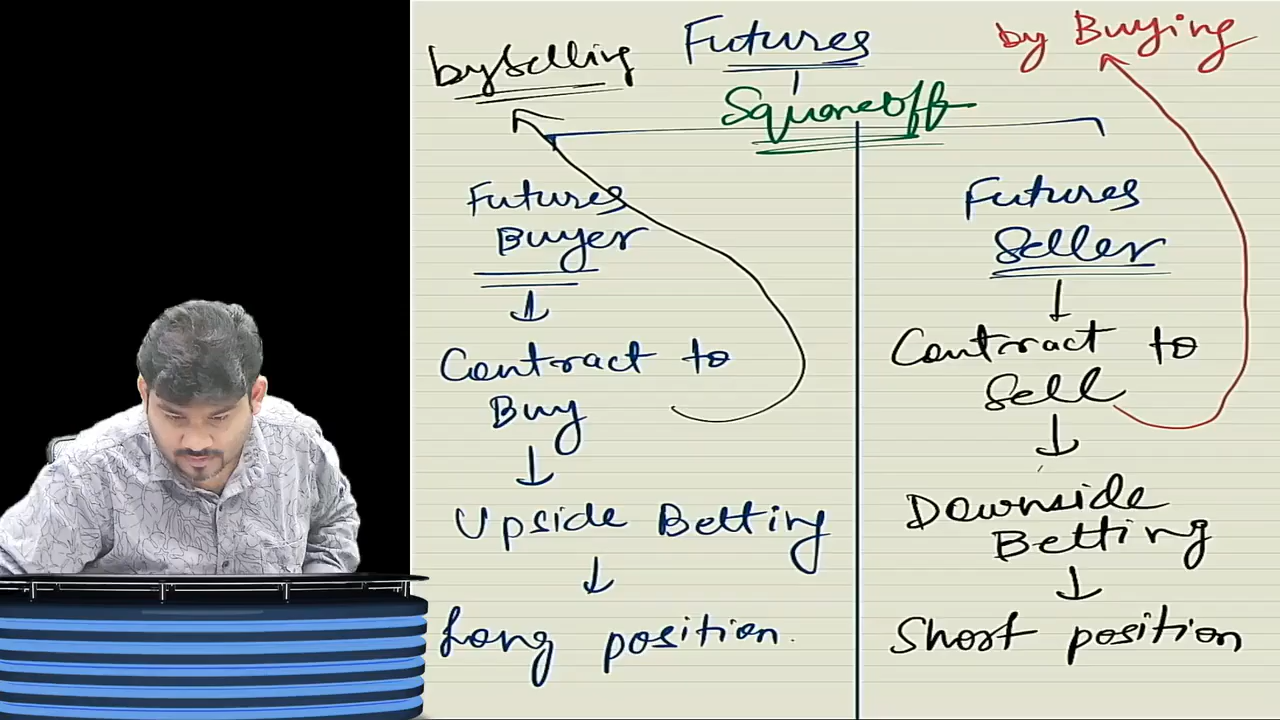 Futures
by Selling
by Buying
Squareoff
Futures
Buyer
Contract to
Buy
Upside Betting
Long position.
Futures
Seller
Contract to
Sell
Downside
Betting
Short position